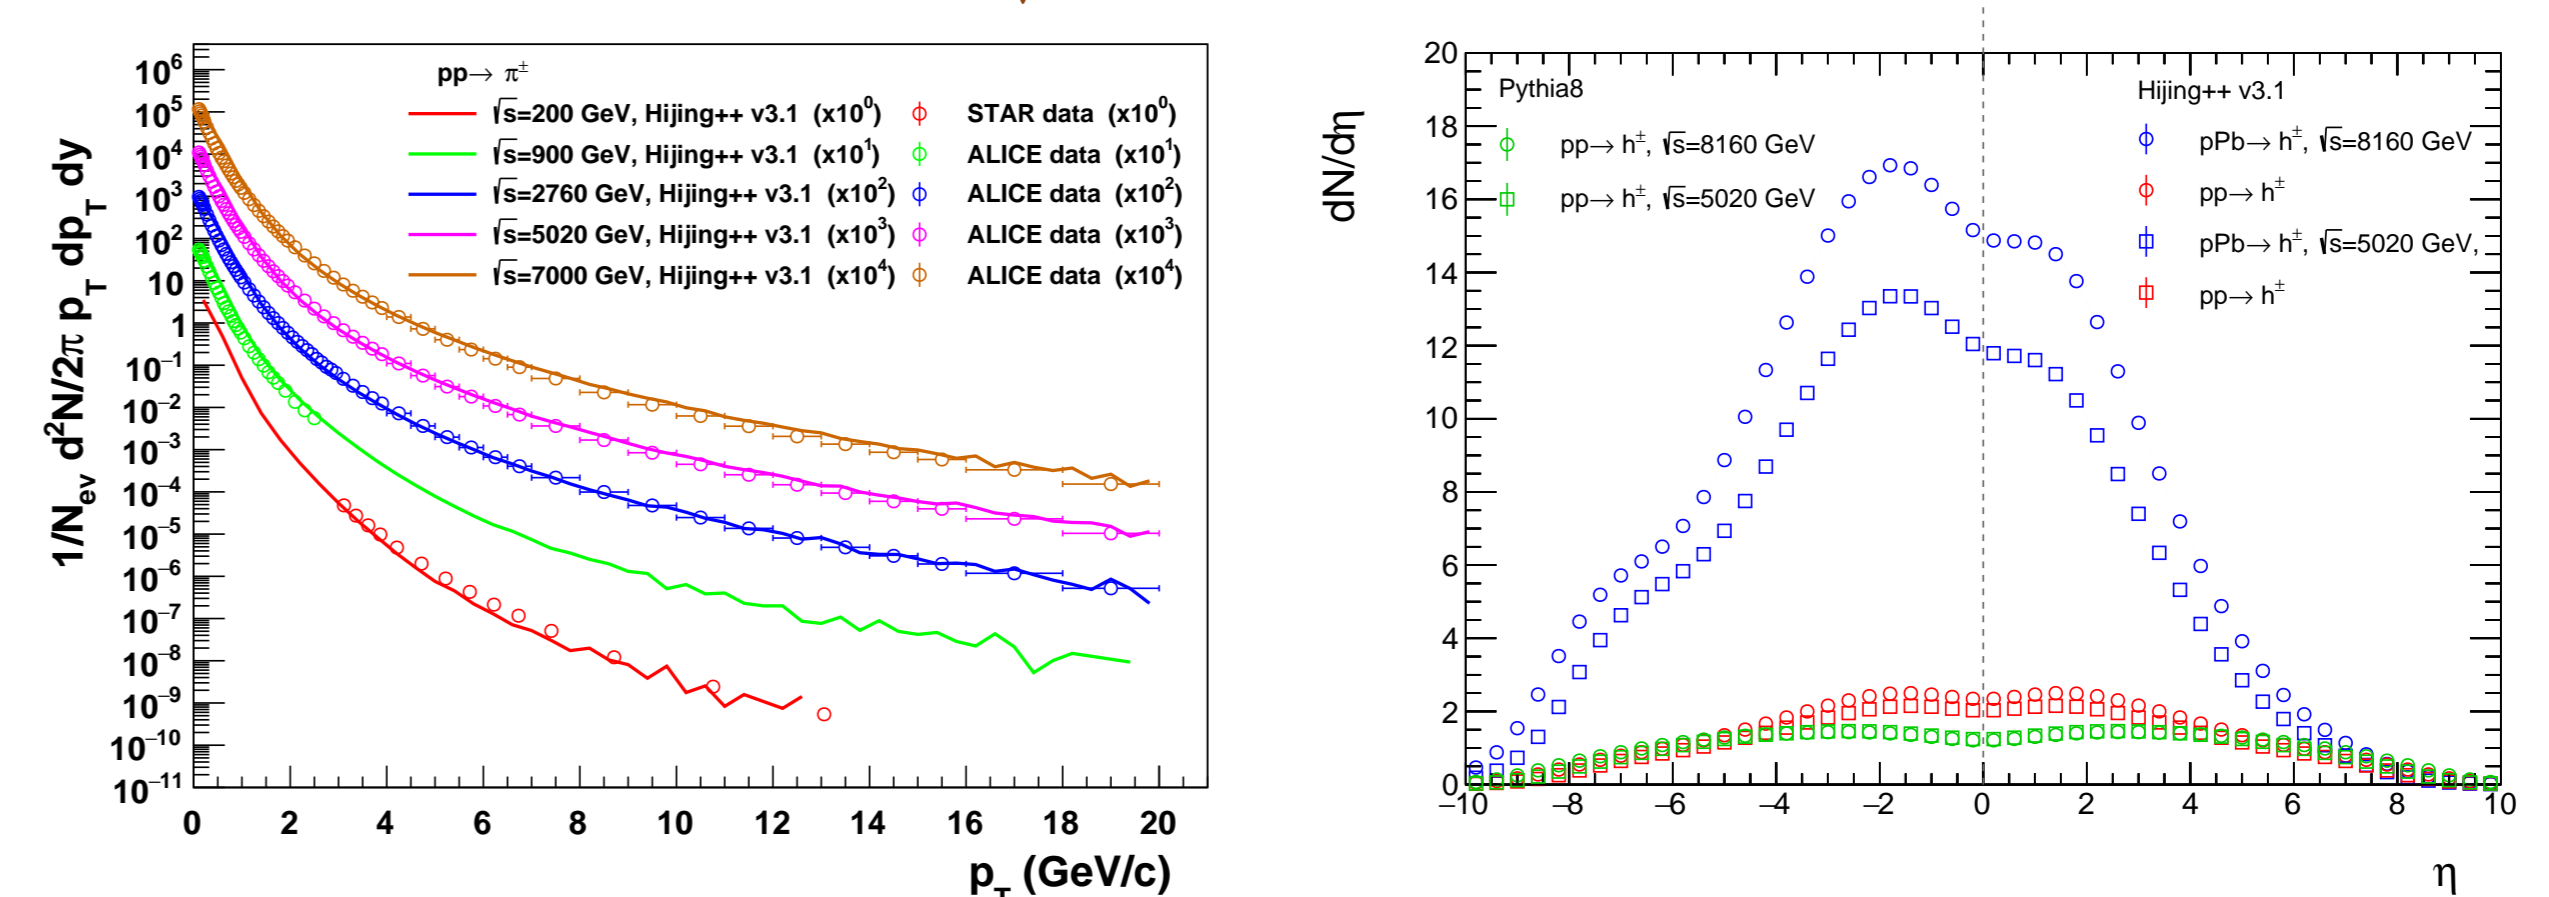 pp→ π±
√s=200 GeV, Hijing++ v3.1 (x10⁰) STAR data (x10⁰)
√s=900 GeV, Hijing++ v3.1 (x10¹) ALICE data (x10¹)
√s=2760 GeV, Hijing++ v3.1 (x10²) ALICE data (x10²)
√s=5020 GeV, Hijing++ v3.1 (x10³) ALICE data (x10³)
√s=7000 GeV, Hijing++ v3.1 (x10⁴) ALICE data (x10⁴)
1/N_ev d²N/2π p_T dp_T dy
10⁶
10⁵
10⁴
10³
10²
10
1
10⁻¹
10⁻²
10⁻³
10⁻⁴
10⁻⁵
10⁻⁶
10⁻⁷
10⁻⁸
10⁻⁹
10⁻¹⁰
10⁻¹¹
0 2 4 6 8 10 12 14 16 18 20
p_T (GeV/c)
dN/dη
20
18
16
14
12
10
8
6
4
2
0
Pythia8
pp→ h±, √s=8160 GeV
pp→ h±, √s=5020 GeV
Hijing++ v3.1
pPb→ h±, √s=8160 GeV
pp→ h±
pPb→ h±, √s=5020 GeV,
pp→ h±
−10 −8 −6 −4 −2 0 2 4 6 8 10
η